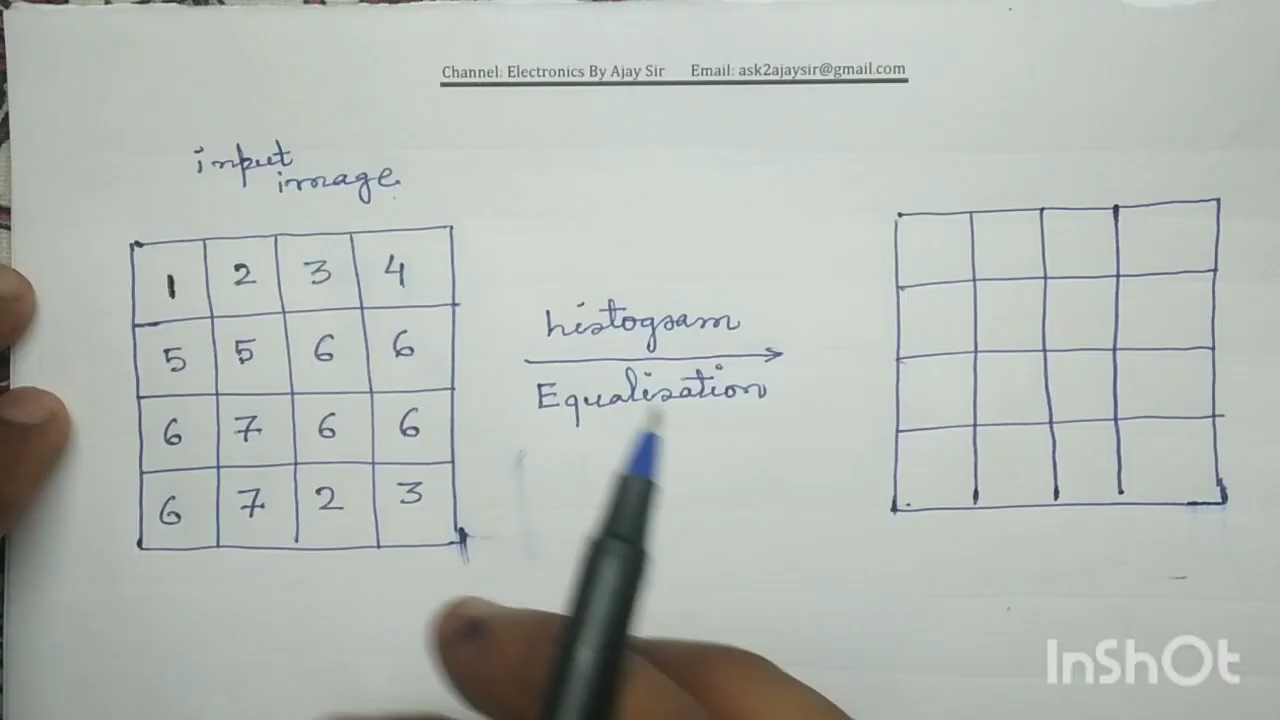 Channel: Electronics By Ajay Sir Email: ask2ajaysir@gmail.com
input
image
1 2 3 4
5 5 6 6
6 7 6 6
6 7 2 3
histogram
Equalisation
InShOt